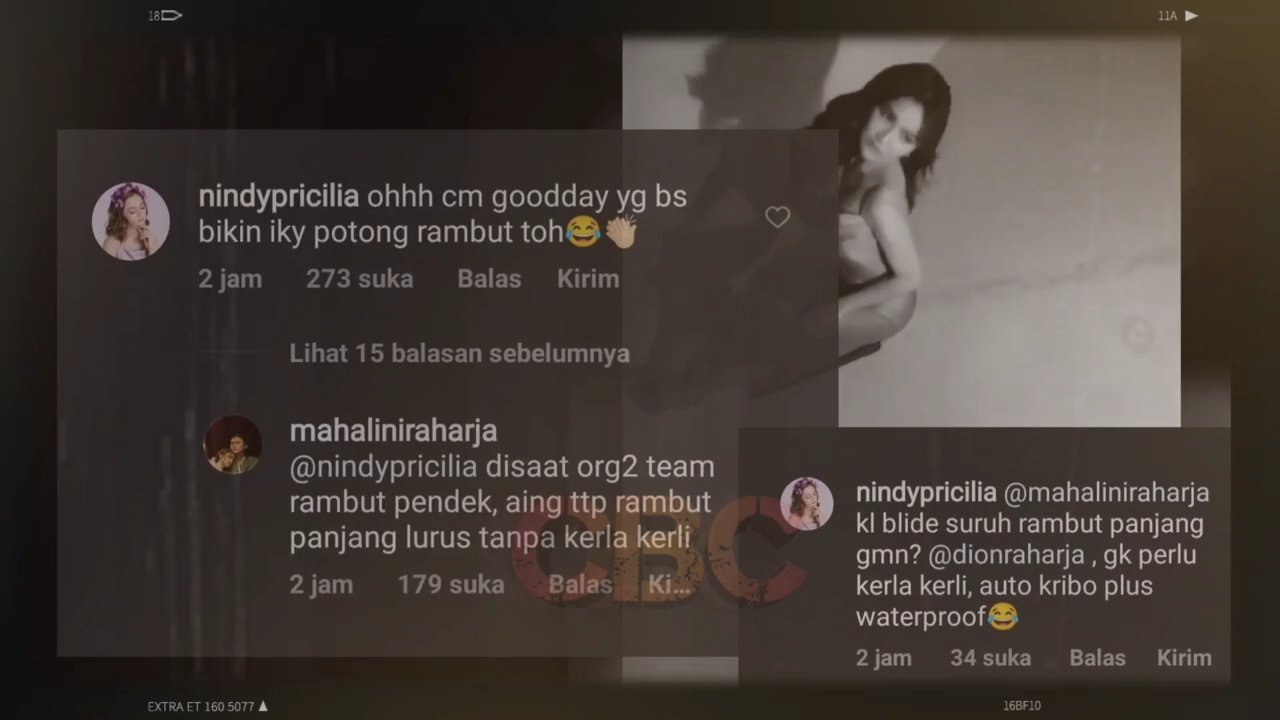 18
11A
nindypricilia ohhh cm goodday yg bs
bikin iky potong rambut toh😂👏🏼
2 jam 273 suka Balas Kirim
Lihat 15 balasan sebelumnya
mahaliniraharja
@nindypricilia disaat org2 team
rambut pendek, aing ttp rambut
panjang lurus tanpa kerla kerli
2 jam 179 suka Balas Ki...
CBC
nindypricilia @mahaliniraharja
kl blide suruh rambut panjang
gmn? @dionraharja , gk perlu
kerla kerli, auto kribo plus
waterproof😂
2 jam 34 suka Balas Kirim
EXTRA ET 160 5077
16BF10